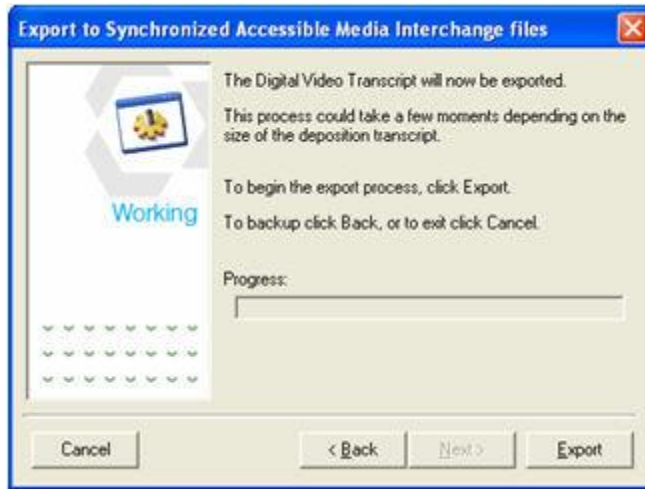 Export to Synchronized Accessible Media Interchange files
The Digital Video Transcript will now be exported.
This process could take a few moments depending on the
size of the deposition transcript.
To begin the export process, click Export.
Working
To backup click Back, or to exit click Cancel.
Progress:
Cancel
< Back
Next >
Export